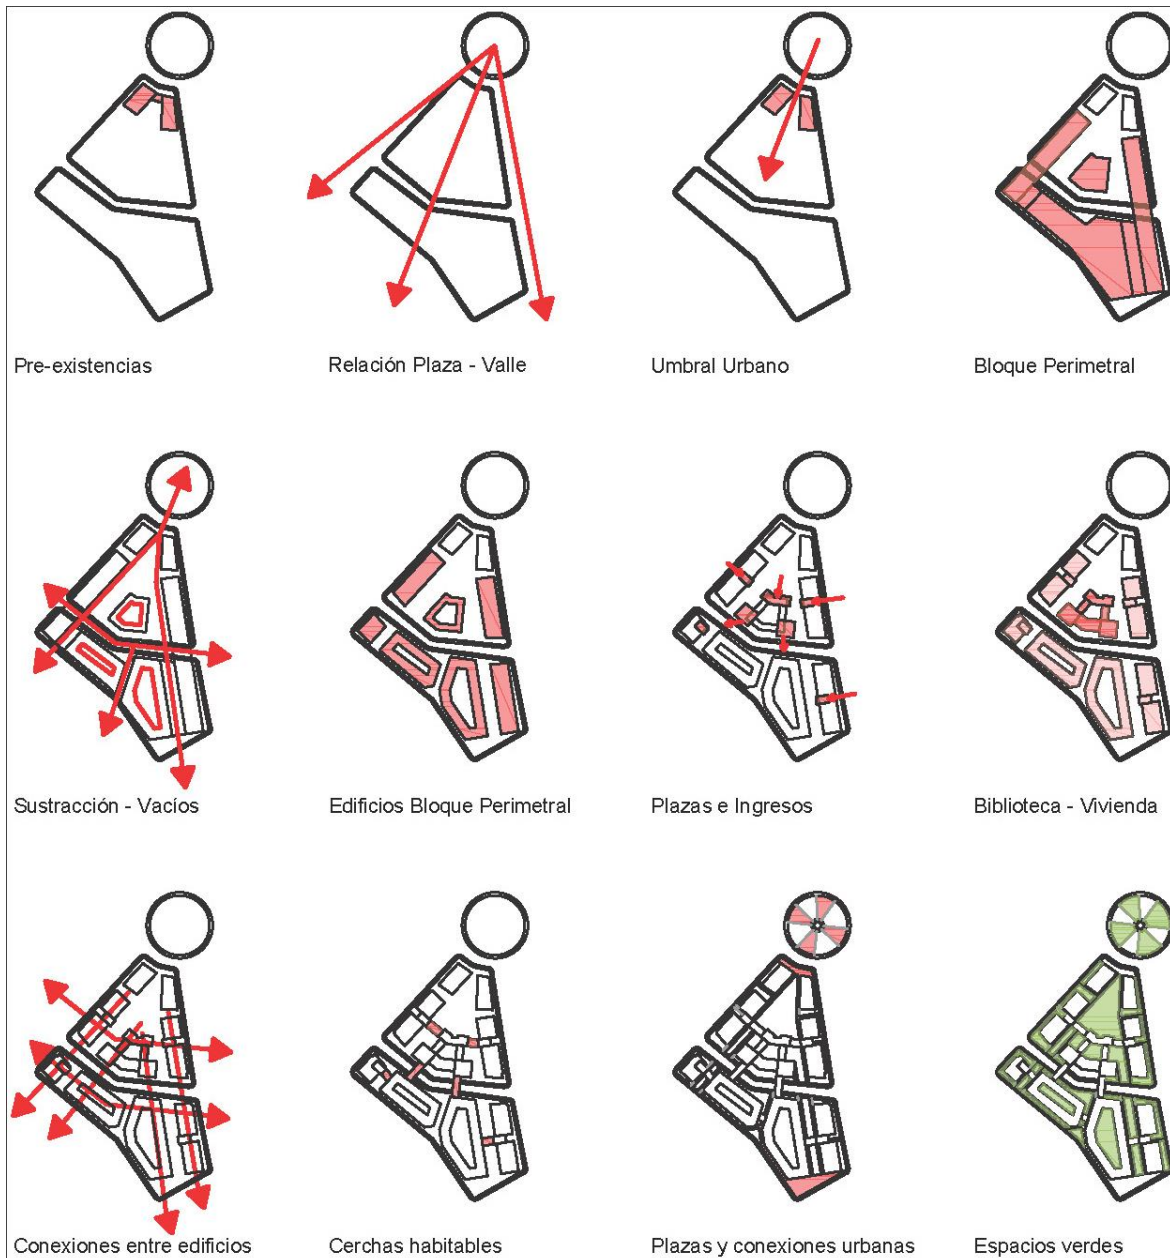 Pre-existencias
Relación Plaza - Valle
Umbral Urbano
Bloque Perimetral
Sustracción - Vacíos
Edificios Bloque Perimetral
Plazas e Ingresos
Biblioteca - Vivienda
Conexiones entre edificios
Cerchas habitables
Plazas y conexiones urbanas
Espacios verdes